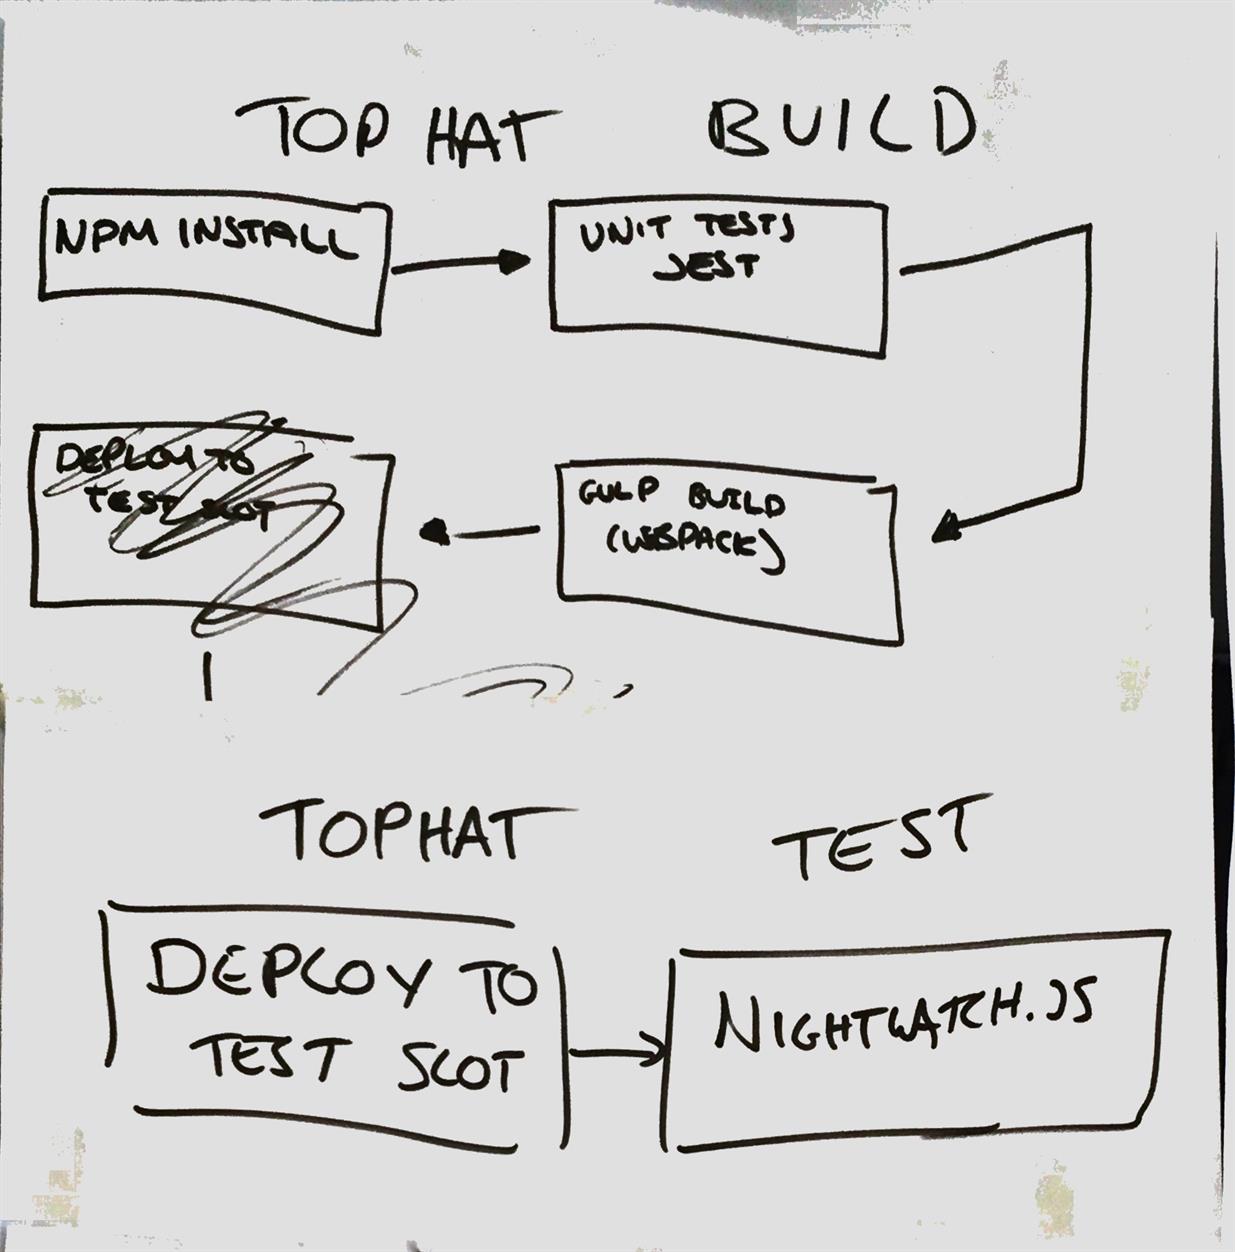 TOP HAT BUILD
NPM INSTALL
UNIT TESTS
JEST
DEPLOY TO
TEST SLOT
GULP BUILD
(WEBPACK)
TOPHAT TEST
DEPLOY TO
TEST SLOT
NIGHTWATCH.JS